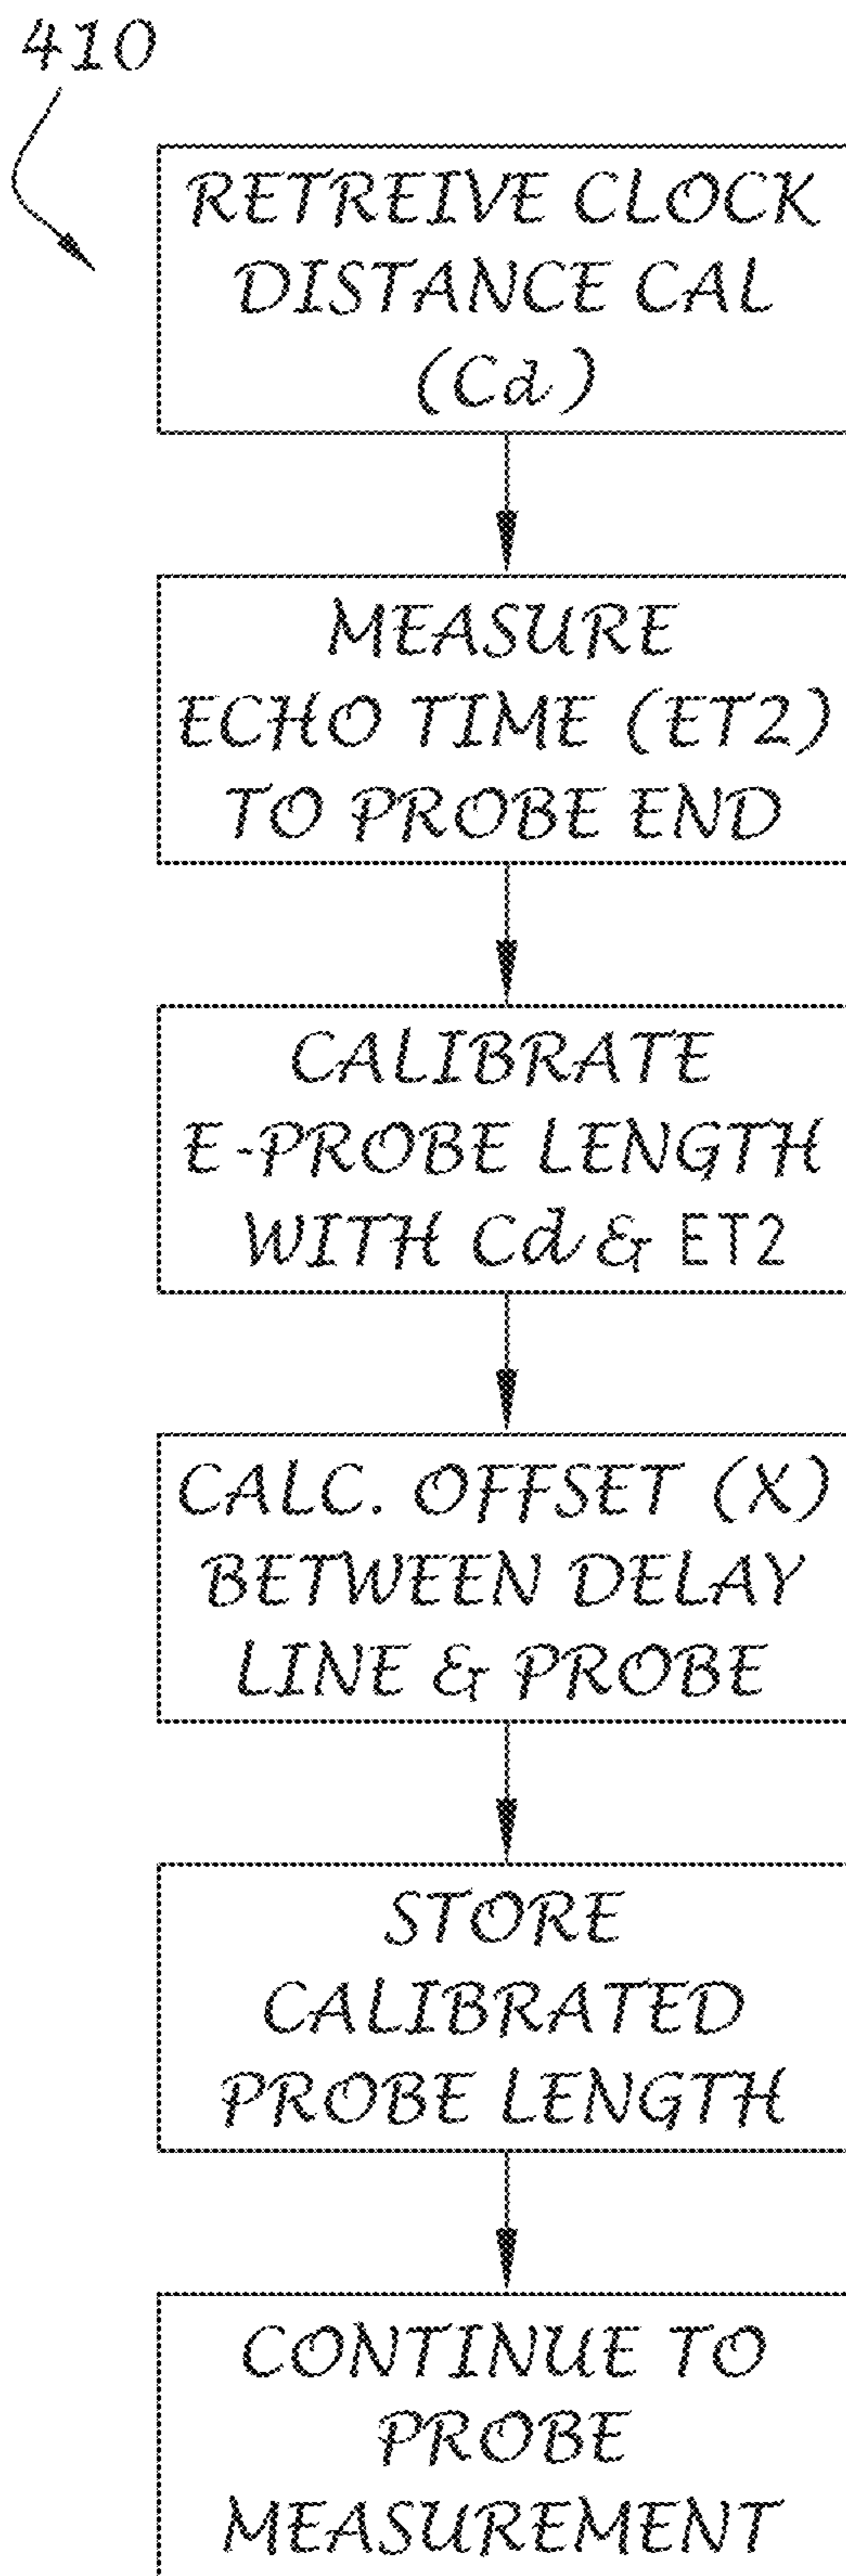 410
RETREIVE CLOCK
DISTANCE CAL
(Cd)
MEASURE
ECHO TIME (ET2)
TO PROBE END
CALIBRATE
E-PROBE LENGTH
WITH Cd & ET2
CALC. OFFSET (X)
BETWEEN DELAY
LINE & PROBE
STORE
CALIBRATED
PROBE LENGTH
CONTINUE TO
PROBE
MEASUREMENT